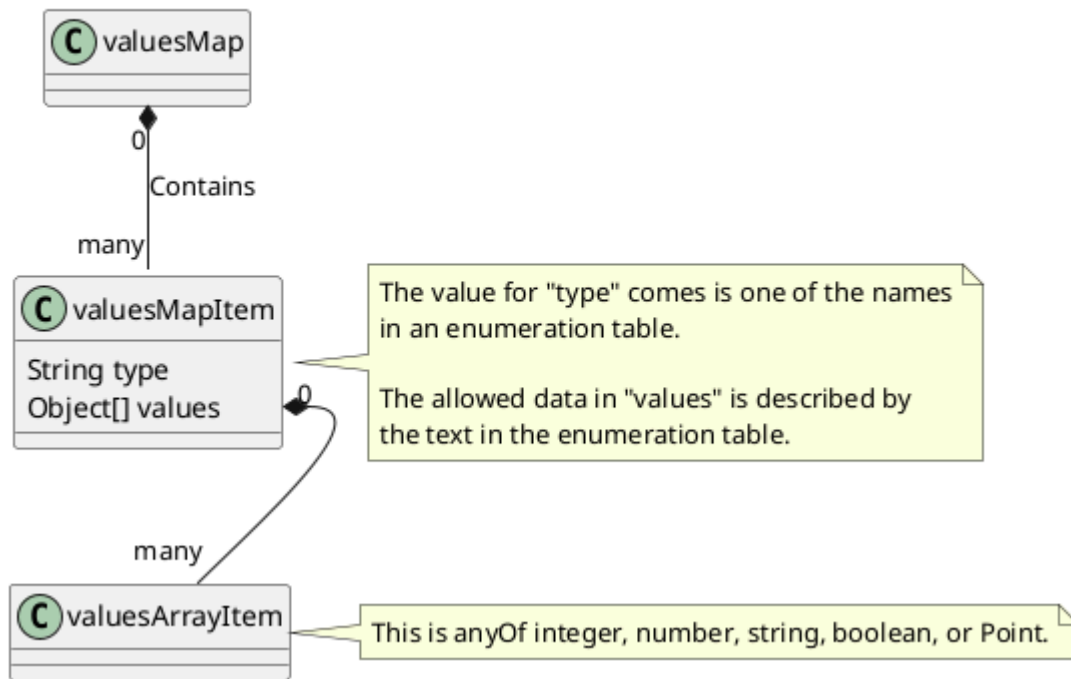 C valuesMap
0
Contains
many
C valuesMapItem
String type
Object[] values
0
The value for "type" comes is one of the names
in an enumeration table.
The allowed data in "values" is described by
the text in the enumeration table.
many
C valuesArrayItem
This is anyOf integer, number, string, boolean, or Point.